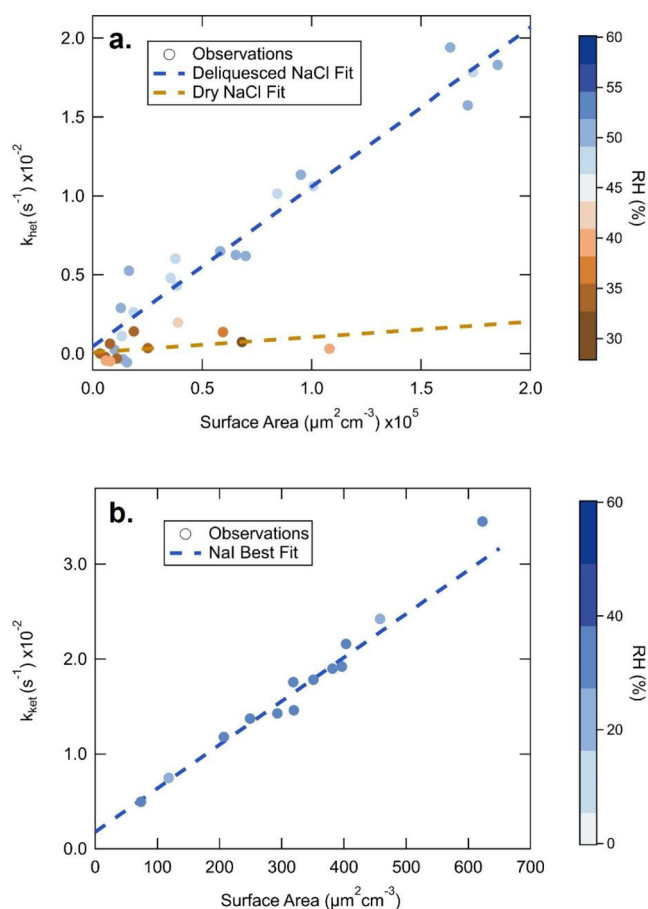 a.
Observations
Deliquesced NaCl Fit
Dry NaCl Fit
2.0
1.5
1.0
0.5
0.0
k_het (s⁻¹) x10⁻²
0.0 0.5 1.0 1.5 2.0
Surface Area (µm²cm⁻³) x10⁵
60
55
50
45
40
35
30
RH (%)
b.
Observations
NaI Best Fit
3.0
2.0
1.0
0.0
k_ket (s⁻¹) x10⁻²
0 100 200 300 400 500 600 700
Surface Area (µm²cm⁻³)
60
40
20
0
RH (%)